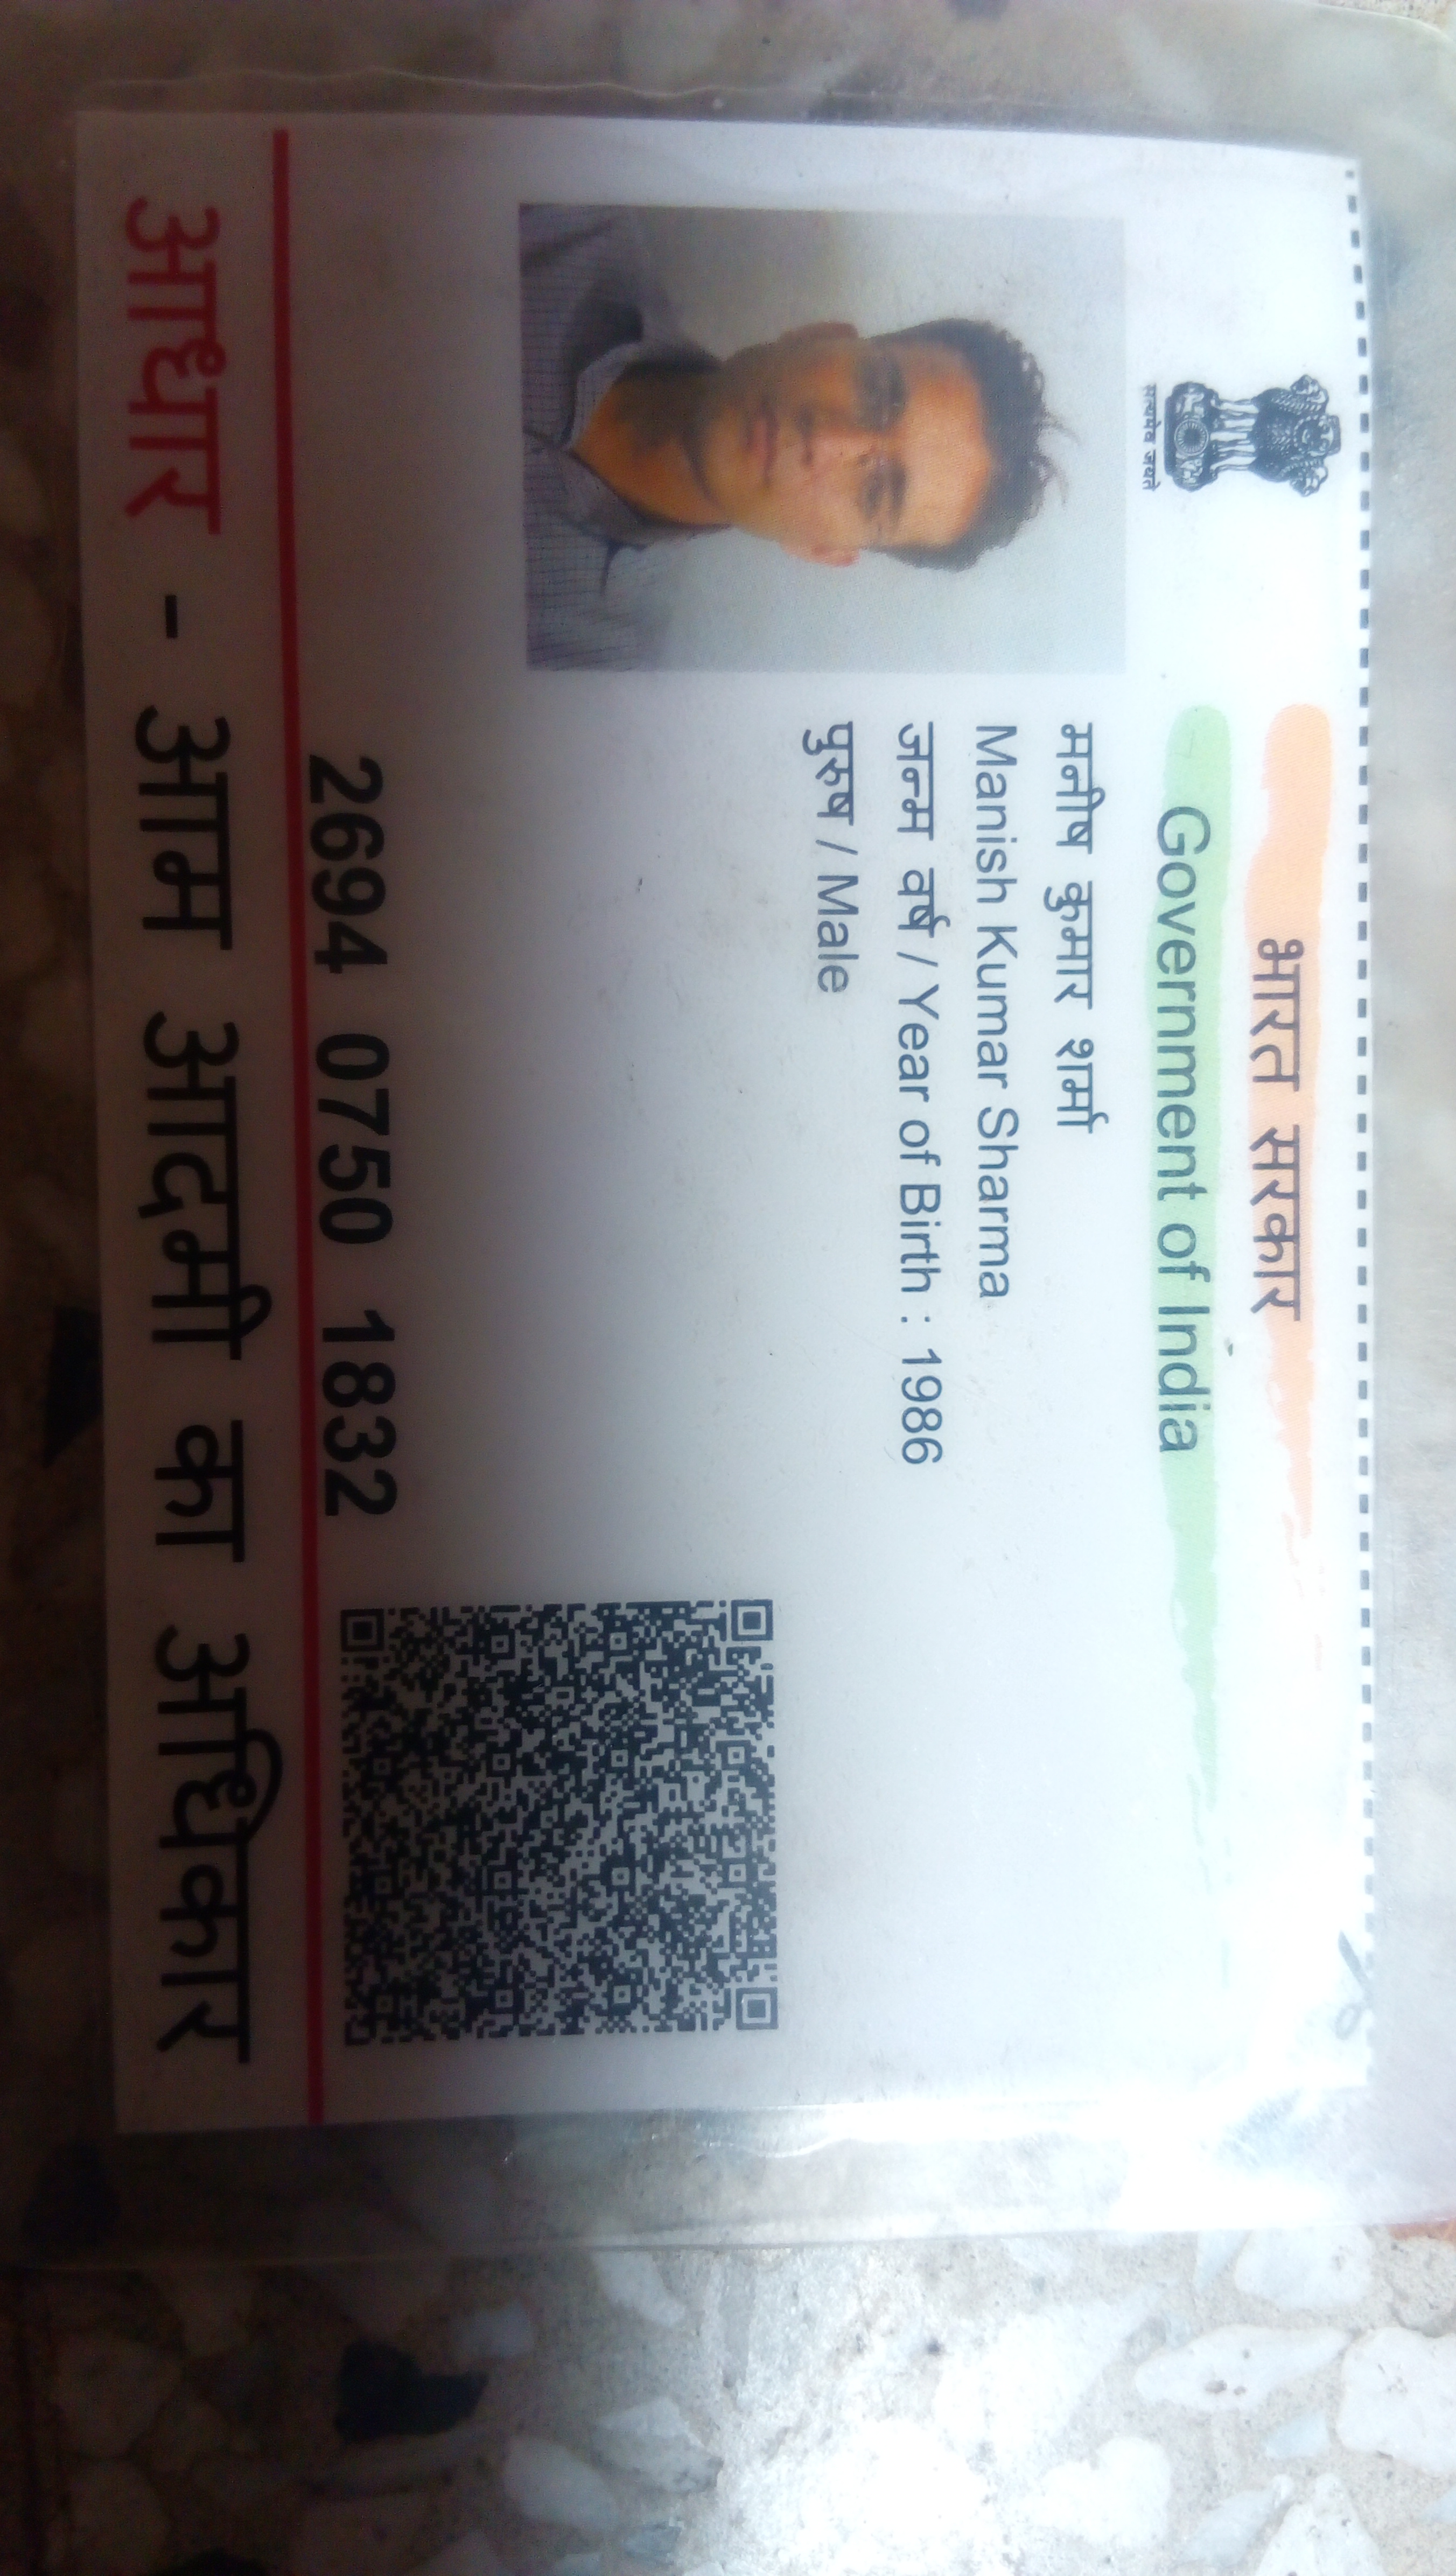 भारत सरकार
Government of India
सत्यमेव जयते
मनीष कुमार शर्मा
Manish Kumar Sharma
जन्म वर्ष / Year of Birth : 1986
पुरुष / Male
2694 0750 1832
आधार - आम आदमी का अधिकार